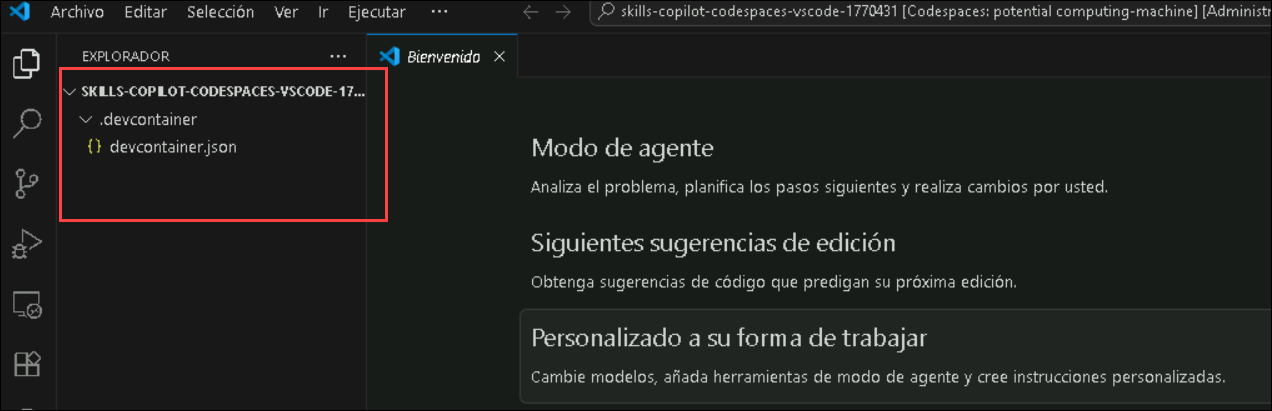 Archivo Editar Selección Ver Ir Ejecutar ··· skills-copilot-codespaces-vscode-1770431 [Codespaces: potential computing-machine] [Administr
EXPLORADOR ··· Bienvenido
SKILLS-COPILOT-CODESPACES-VSCODE-17...
.devcontainer
{} devcontainer.json
Modo de agente
Analiza el problema, planifica los pasos siguientes y realiza cambios por usted.
Siguientes sugerencias de edición
Obtenga sugerencias de código que predigan su próxima edición.
Personalizado a su forma de trabajar
Cambie modelos, añada herramientas de modo de agente y cree instrucciones personalizadas.